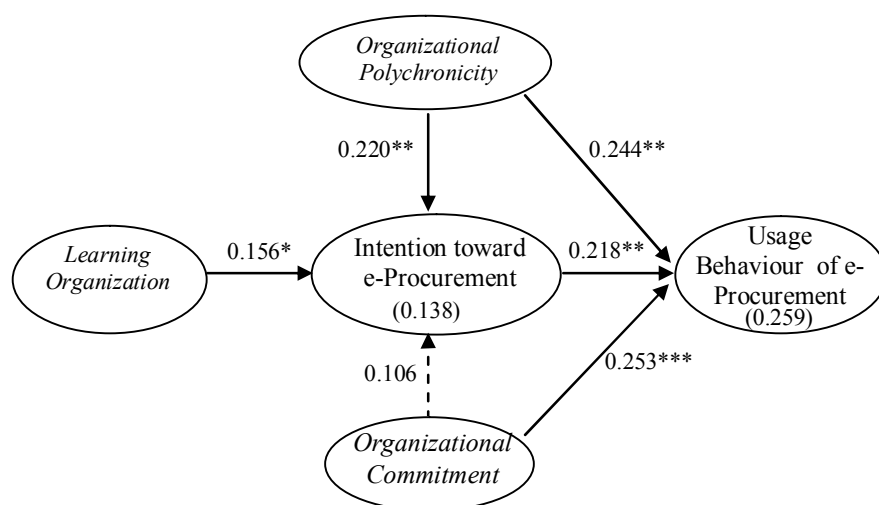 Organizational
Polychronicity
0.220**
0.244**
Learning
Organization
0.156*
Intention toward
e-Procurement
(0.138)
0.218**
Usage
Behaviour of e-
Procurement
(0.259)
0.106
0.253***
Organizational
Commitment